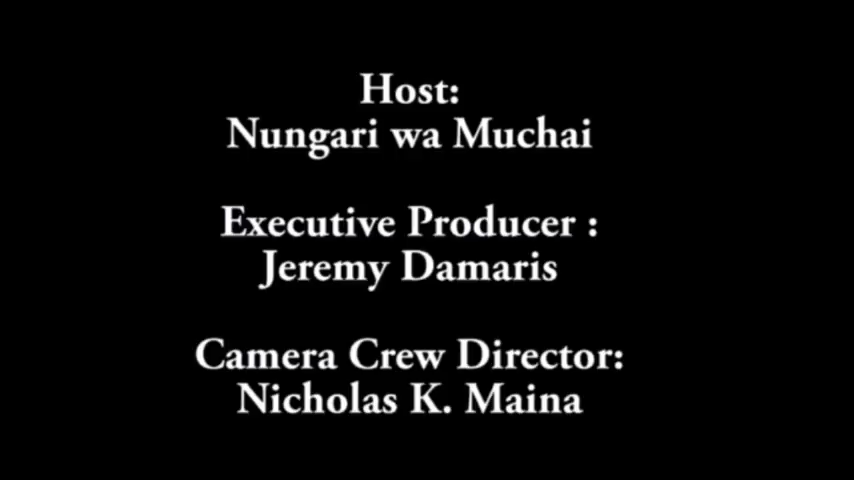 Host:
Nungari wa Muchai
Executive Producer :
Jeremy Damaris
Camera Crew Director:
Nicholas K. Maina